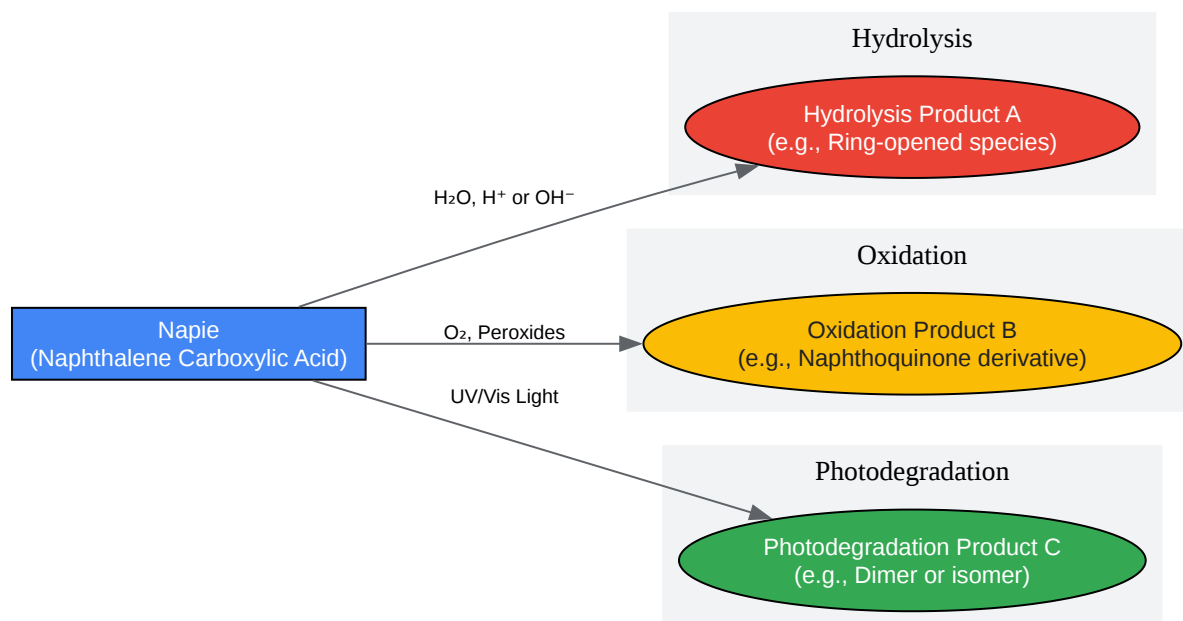 Hydrolysis
Hydrolysis Product A
(e.g., Ring-opened species)
H₂O, H⁺ or OH⁻
Oxidation
Napie
(Naphthalene Carboxylic Acid)
O₂, Peroxides
Oxidation Product B
(e.g., Naphthoquinone derivative)
UV/Vis Light
Photodegradation
Photodegradation Product C
(e.g., Dimer or isomer)